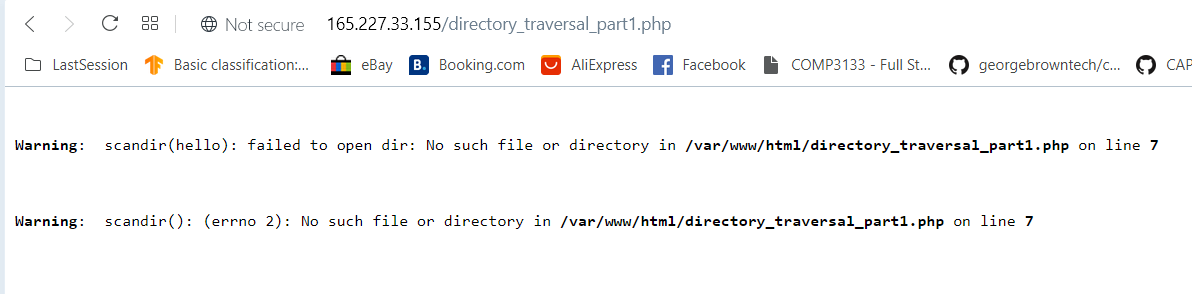 Not secure 165.227.33.155/directory_traversal_part1.php
LastSession Basic classification:... eBay B. Booking.com AliExpress Facebook COMP3133 - Full St... georgebrowntech/c... CAP
Warning:  scandir(hello): failed to open dir: No such file or directory in /var/www/html/directory_traversal_part1.php on line 7
Warning:  scandir(): (errno 2): No such file or directory in /var/www/html/directory_traversal_part1.php on line 7